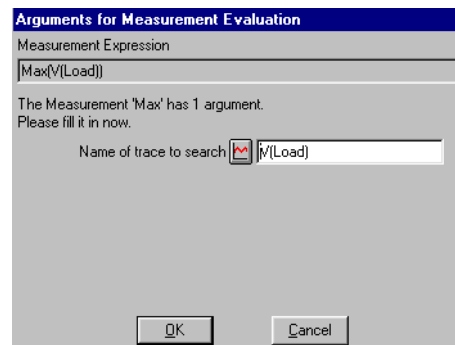 Arguments for Measurement Evaluation
Measurement Expression
Max(V(Load))
The Measurement 'Max' has 1 argument.
Please fill it in now.
Name of trace to search V(Load)
OK Cancel